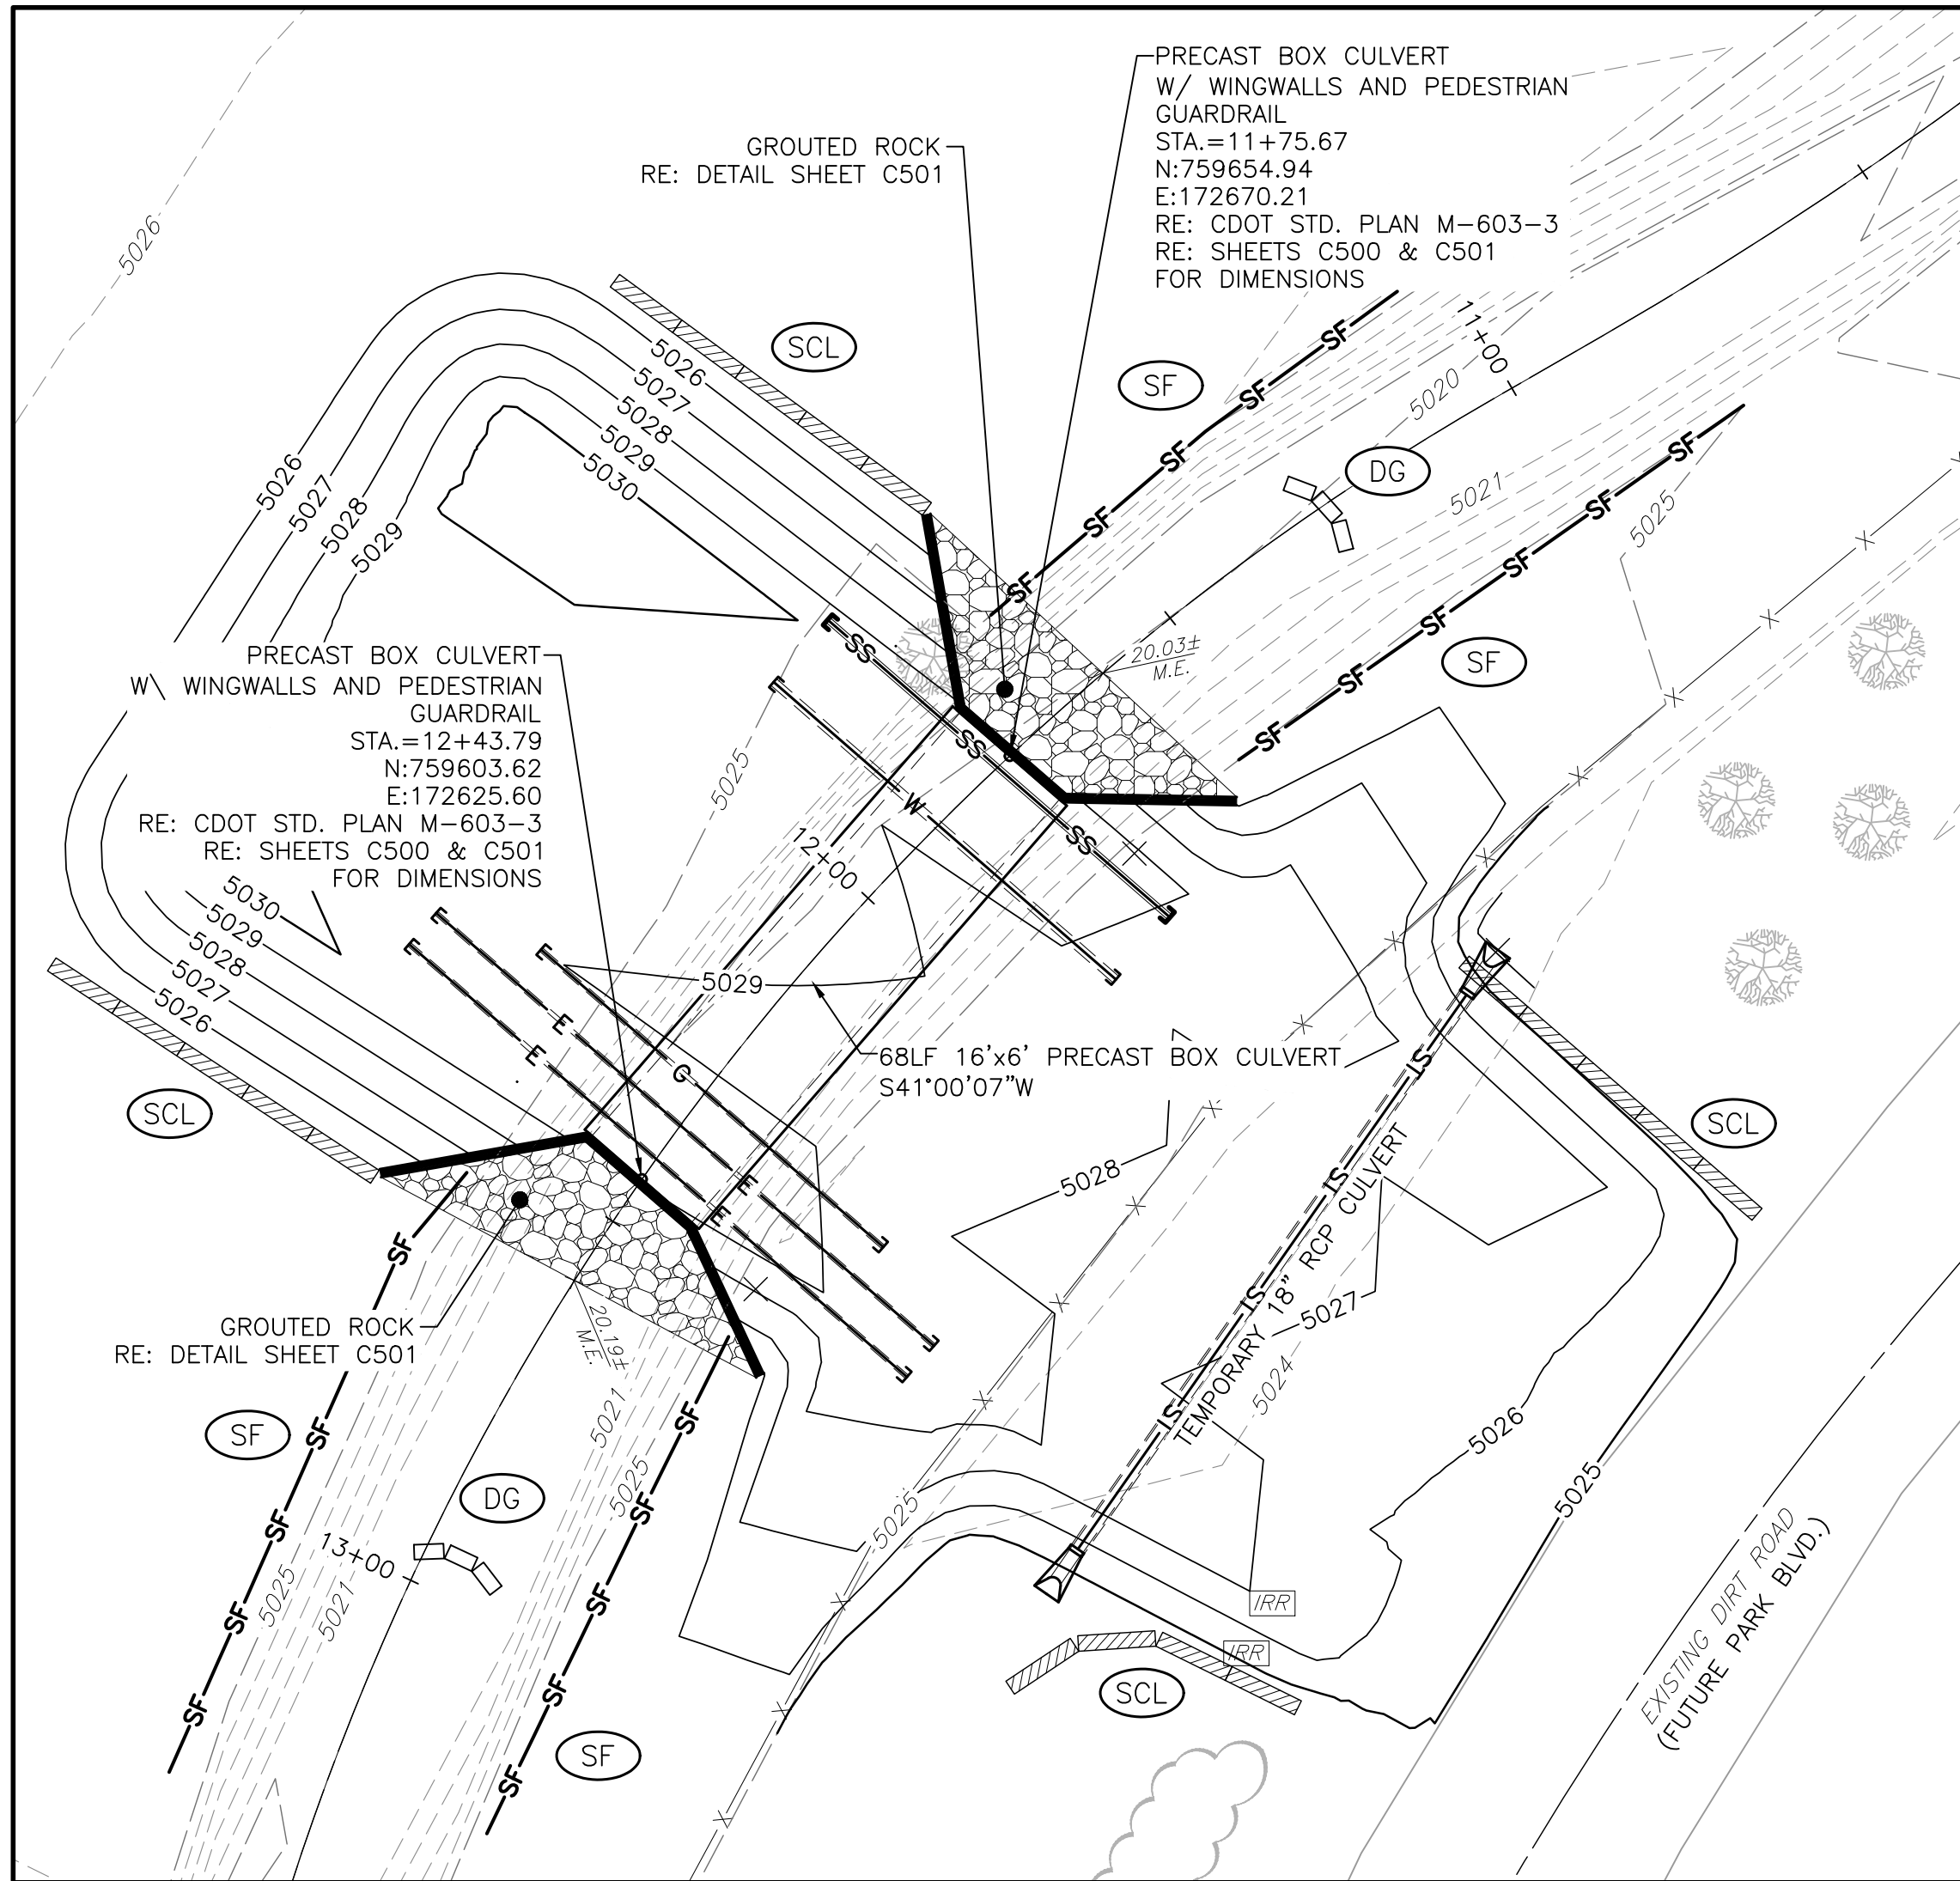 PRECAST BOX CULVERT
W/ WINGWALLS AND PEDESTRIAN
GUARDRAIL
STA.=11+75.67
N:759654.94
E:172670.21
RE: CDOT STD. PLAN M-603-3
RE: SHEETS C500 & C501
FOR DIMENSIONS
GROUTED ROCK
RE: DETAIL SHEET C501
5026
SCL
SF
11+00
5020
DG
5021
5025
SF
SF
SF
SF
SF
SF
SF
SF
SF
SF
SF
SF
5026
5027
5028
5029
5030
5026
5027
5028
5029
20.03±
M.E.
SF
SS
SS
SS
W
5025
12+00
PRECAST BOX CULVERT
W\ WINGWALLS AND PEDESTRIAN
GUARDRAIL
STA.=12+43.79
N:759603.62
E:172625.60
RE: CDOT STD. PLAN M-603-3
RE: SHEETS C500 & C501
FOR DIMENSIONS
5030
5029
5028
5027
5026
SCL
5029
E
E
G
E
E
68LF 16'x6' PRECAST BOX CULVERT
S41°00'07"W
5028
IS
IS
IS
IS
TEMPORARY 18" RCP CULVERT
SCL
5027
5024
5026
5025
GROUTED ROCK
RE: DETAIL SHEET C501
20.19±
M.E.
SF
SF
SF
SF
SF
SF
DG
13+00
5025
5021
5021
5025
SF
SF
SF
SF
SF
SF
5025
IRR
IRR
SCL
EXISTING DIRT ROAD
(FUTURE PARK BLVD.)